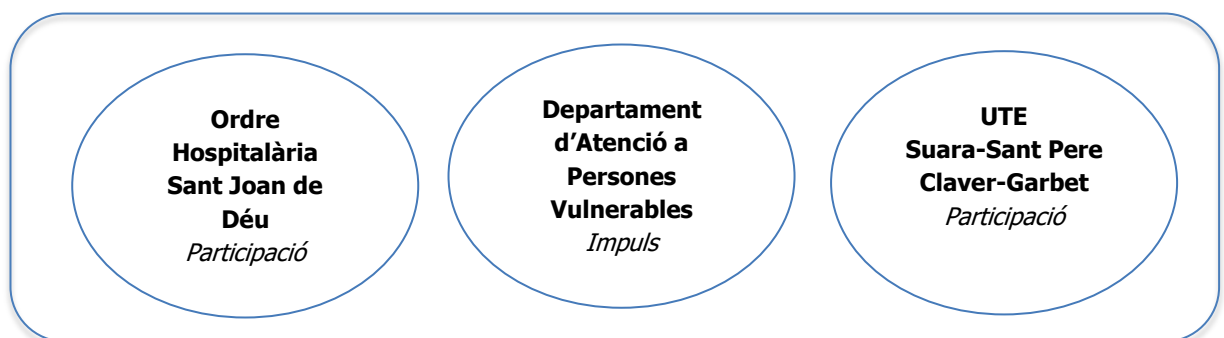 Ordre
Hospitalària
Sant Joan de
Déu
Participació
Departament
d’Atenció a
Persones
Vulnerables
Impuls
UTE
Suara-Sant Pere
Claver-Garbet
Participació